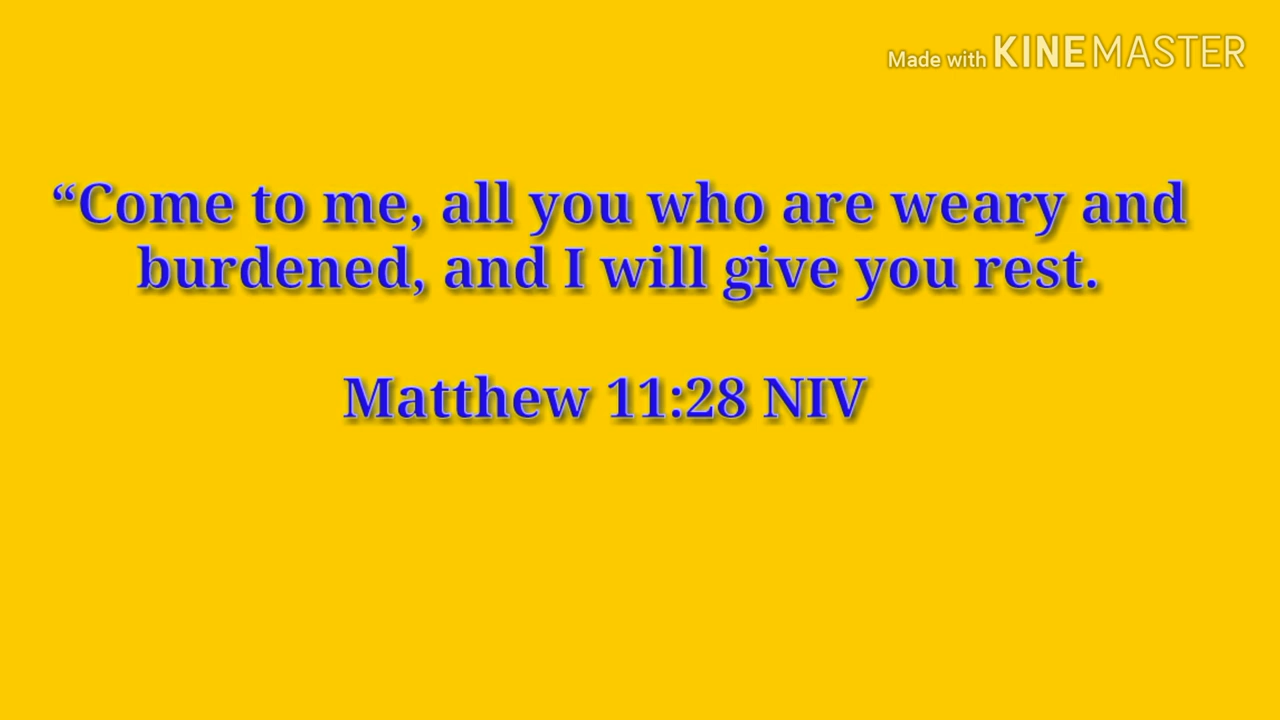 Made with KINEMASTER
“Come to me, all you who are weary and
burdened, and I will give you rest.
Matthew 11:28 NIV